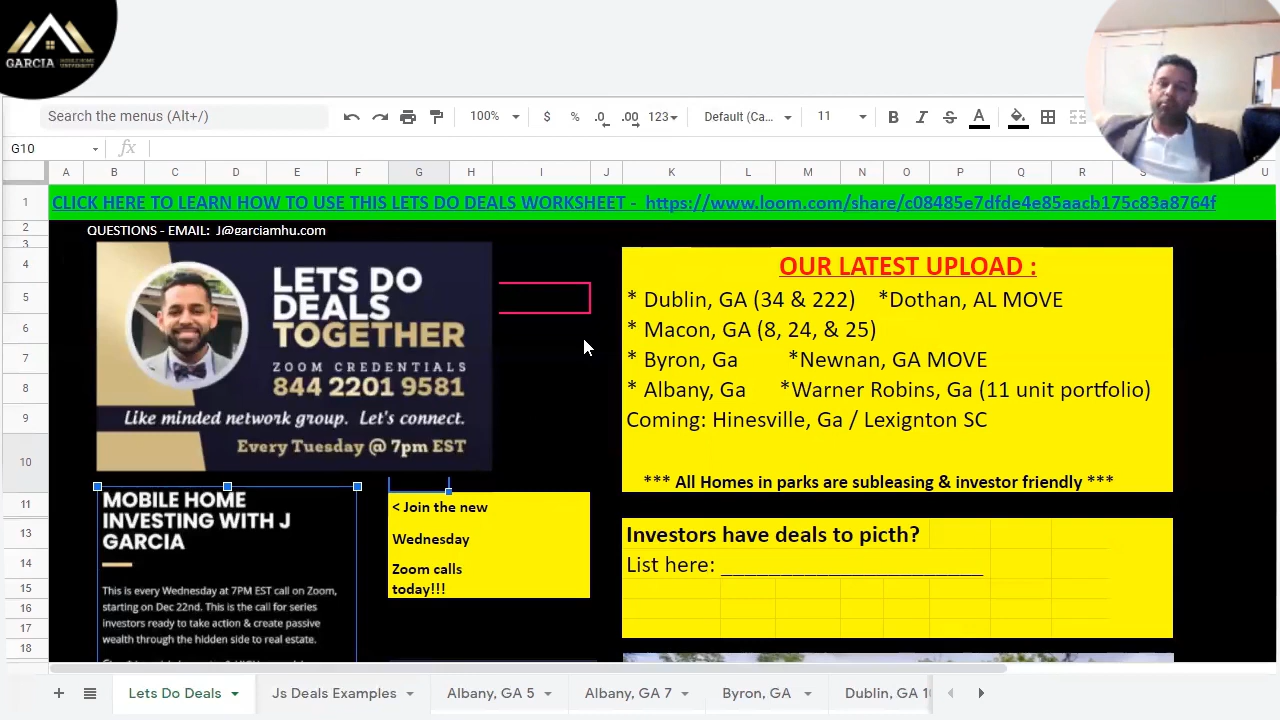 GARCIA MOBILE HOME
UNIVERSITY
Search the menus (Alt+/)
100%
$ % .0 .00 123
Default (Ca...
11
B I S A
G10
fx
A B C D E F G H I J K L M N O P Q R S U
1
CLICK HERE TO LEARN HOW TO USE THIS LETS DO DEALS WORKSHEET - https://www.loom.com/share/c08485e7dfde4e85aacb175c83a8764f
2
QUESTIONS - EMAIL: J@garciamhu.com
3
4
5
6
7
8
9
10
11
13
14
15
16
17
18
LETS DO
DEALS
TOGETHER
ZOOM CREDENTIALS
844 2201 9581
Like minded network group. Let's connect.
Every Tuesday @ 7pm EST
OUR LATEST UPLOAD :
* Dublin, GA (34 & 222) *Dothan, AL MOVE
* Macon, GA (8, 24, & 25)
* Byron, Ga *Newnan, GA MOVE
* Albany, Ga *Warner Robins, Ga (11 unit portfolio)
Coming: Hinesville, Ga / Lexignton SC
*** All Homes in parks are subleasing & investor friendly ***
MOBILE HOME
INVESTING WITH J
GARCIA
This is every Wednesday at 7PM EST call on Zoom,
starting on Dec 22nd. This is the call for series
investors ready to take action & create passive
wealth through the hidden side to real estate.
< Join the new
Wednesday
Zoom calls
today!!!
Investors have deals to picth?
List here: _______________________
Lets Do Deals
Js Deals Examples
Albany, GA 5
Albany, GA 7
Byron, GA
Dublin, GA 1